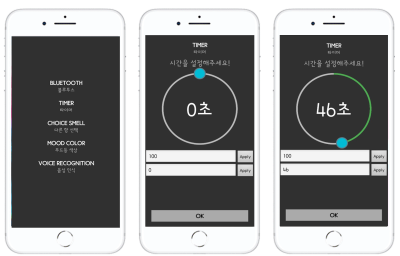 BLUETOOTH
블루투스
TIMER
타이머
CHOICE SMELL
다른 향 선택
MOOD COLOR
무드등 색상
VOICE RECOGNITION
음성 인식
TIMER
타이머
시간을 설정해주세요!
0초
100
Apply
0
Apply
OK
TIMER
타이머
시간을 설정해주세요!
46초
100
Apply
46
Apply
OK